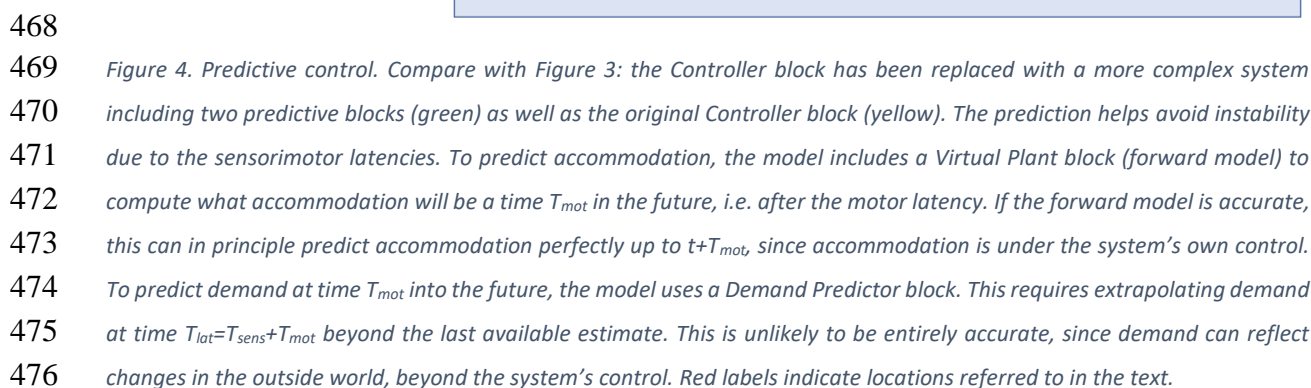 468
469 Figure 4. Predictive control. Compare with Figure 3: the Controller block has been replaced with a more complex system
470 including two predictive blocks (green) as well as the original Controller block (yellow). The prediction helps avoid instability
471 due to the sensorimotor latencies. To predict accommodation, the model includes a Virtual Plant block (forward model) to
472 compute what accommodation will be a time Tmot in the future, i.e. after the motor latency. If the forward model is accurate,
473 this can in principle predict accommodation perfectly up to t+Tmot, since accommodation is under the system's own control.
474 To predict demand at time Tmot into the future, the model uses a Demand Predictor block. This requires extrapolating demand
475 at time Tlat=Tsens+Tmot beyond the last available estimate. This is unlikely to be entirely accurate, since demand can reflect
476 changes in the outside world, beyond the system's control. Red labels indicate locations referred to in the text.